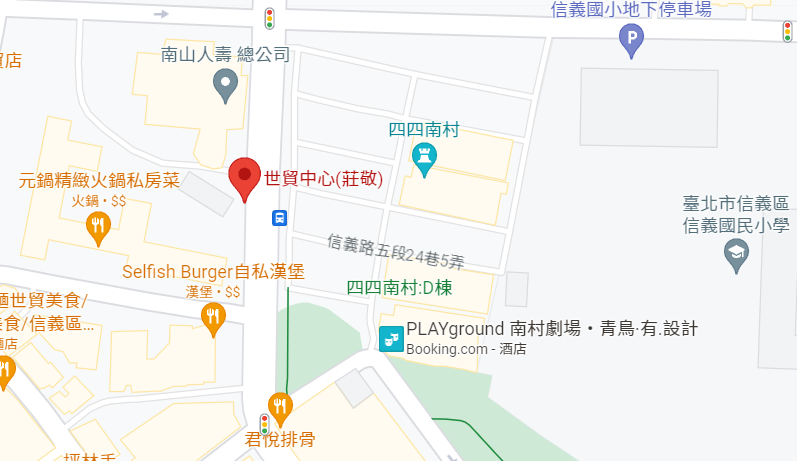 信義國小地下停車場
P
南山人壽 總公司
店
四四南村
世貿中心(莊敬)
元鍋精緻火鍋私房菜
火鍋・$$
臺北市信義區
信義國民小學
信義路五段24巷5弄
Selfish Burger自私漢堡
漢堡・$$
四四南村:D棟
麵世貿美食/
美食/信義區...
酒店
PLAYground 南村劇場・青鳥·有.設計
Booking.com - 酒店
君悅排骨